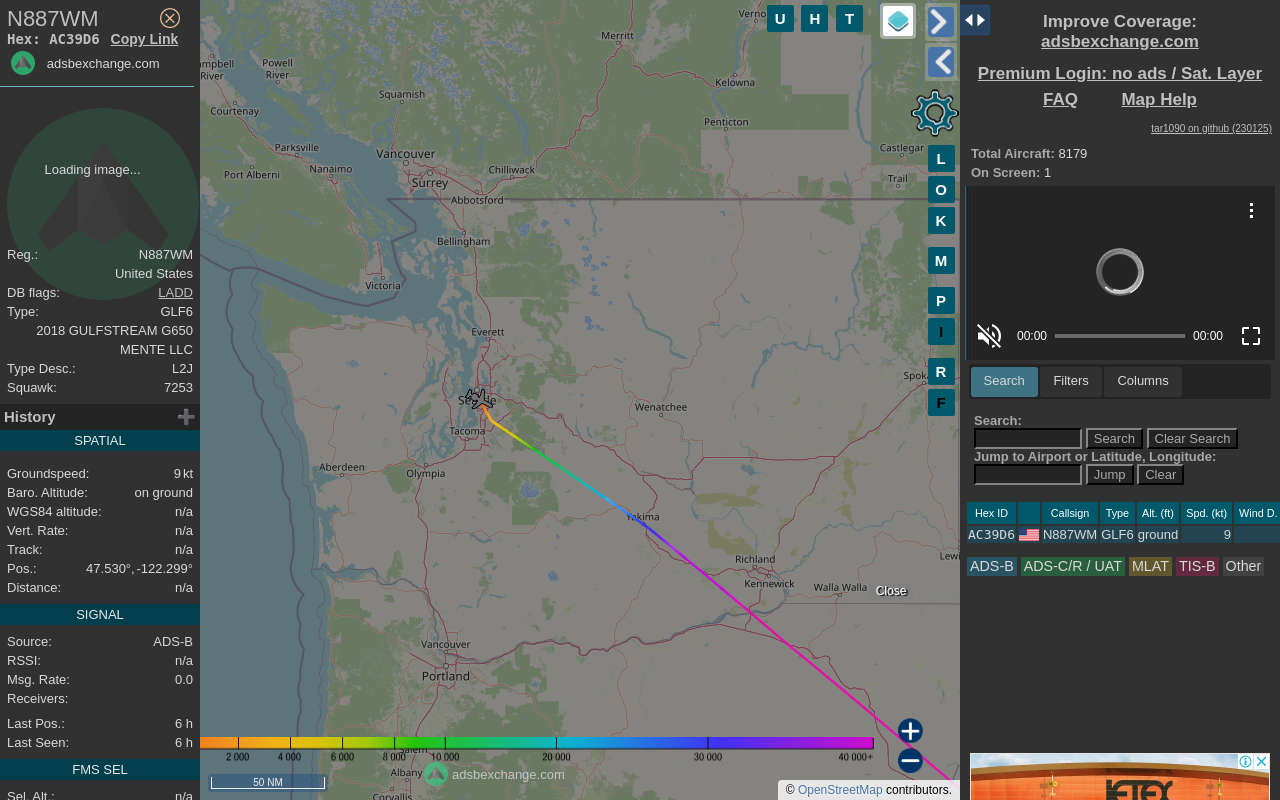 N887WM
Hex: AC39D6 Copy Link
adsbexchange.com
Loading image...
Reg.: N887WM
United States
DB flags: LADD
Type: GLF6
2018 GULFSTREAM G650
MENTE LLC
Type Desc.: L2J
Squawk: 7253
History
SPATIAL
Groundspeed: 9 kt
Baro. Altitude: on ground
WGS84 altitude: n/a
Vert. Rate: n/a
Track: n/a
Pos.: 47.530°, -122.299°
Distance: n/a
SIGNAL
Source: ADS-B
RSSI: n/a
Msg. Rate: 0.0
Receivers:
Last Pos.: 6 h
Last Seen: 6 h
FMS SEL
Sel. Alt.: n/a
U H T
Merritt
Powell
River
River
Kelowna
Squamish
Courtenay
Penticton
Parksville
Vancouver
Castlegar
Nanaimo
Chilliwack
Port Alberni
Surrey
Trail
Abbotsford
Bellingham
Victoria
Everett
Wenatchee
Tacoma
Aberdeen
Olympia
Yakima
Richland
Kennewick
Walla Walla
Close
Vancouver
Portland
Albany
Corvallis
L
O
K
M
P
I
R
F
2 000 4 000 6 000 8 000 10 000 20 000 30 000 40 000+
adsbexchange.com
50 NM
© OpenStreetMap contributors.
Improve Coverage:
adsbexchange.com
Premium Login: no ads / Sat. Layer
FAQ Map Help
tar1090 on github (230125)
Total Aircraft: 8179
On Screen: 1
00:00 00:00
Search Filters Columns
Search:
Search Clear Search
Jump to Airport or Latitude, Longitude:
Jump Clear
Hex ID Callsign Type Alt. (ft) Spd. (kt) Wind D.
AC39D6 N887WM GLF6 ground 9
ADS-B ADS-C/R / UAT MLAT TIS-B Other
JETEX